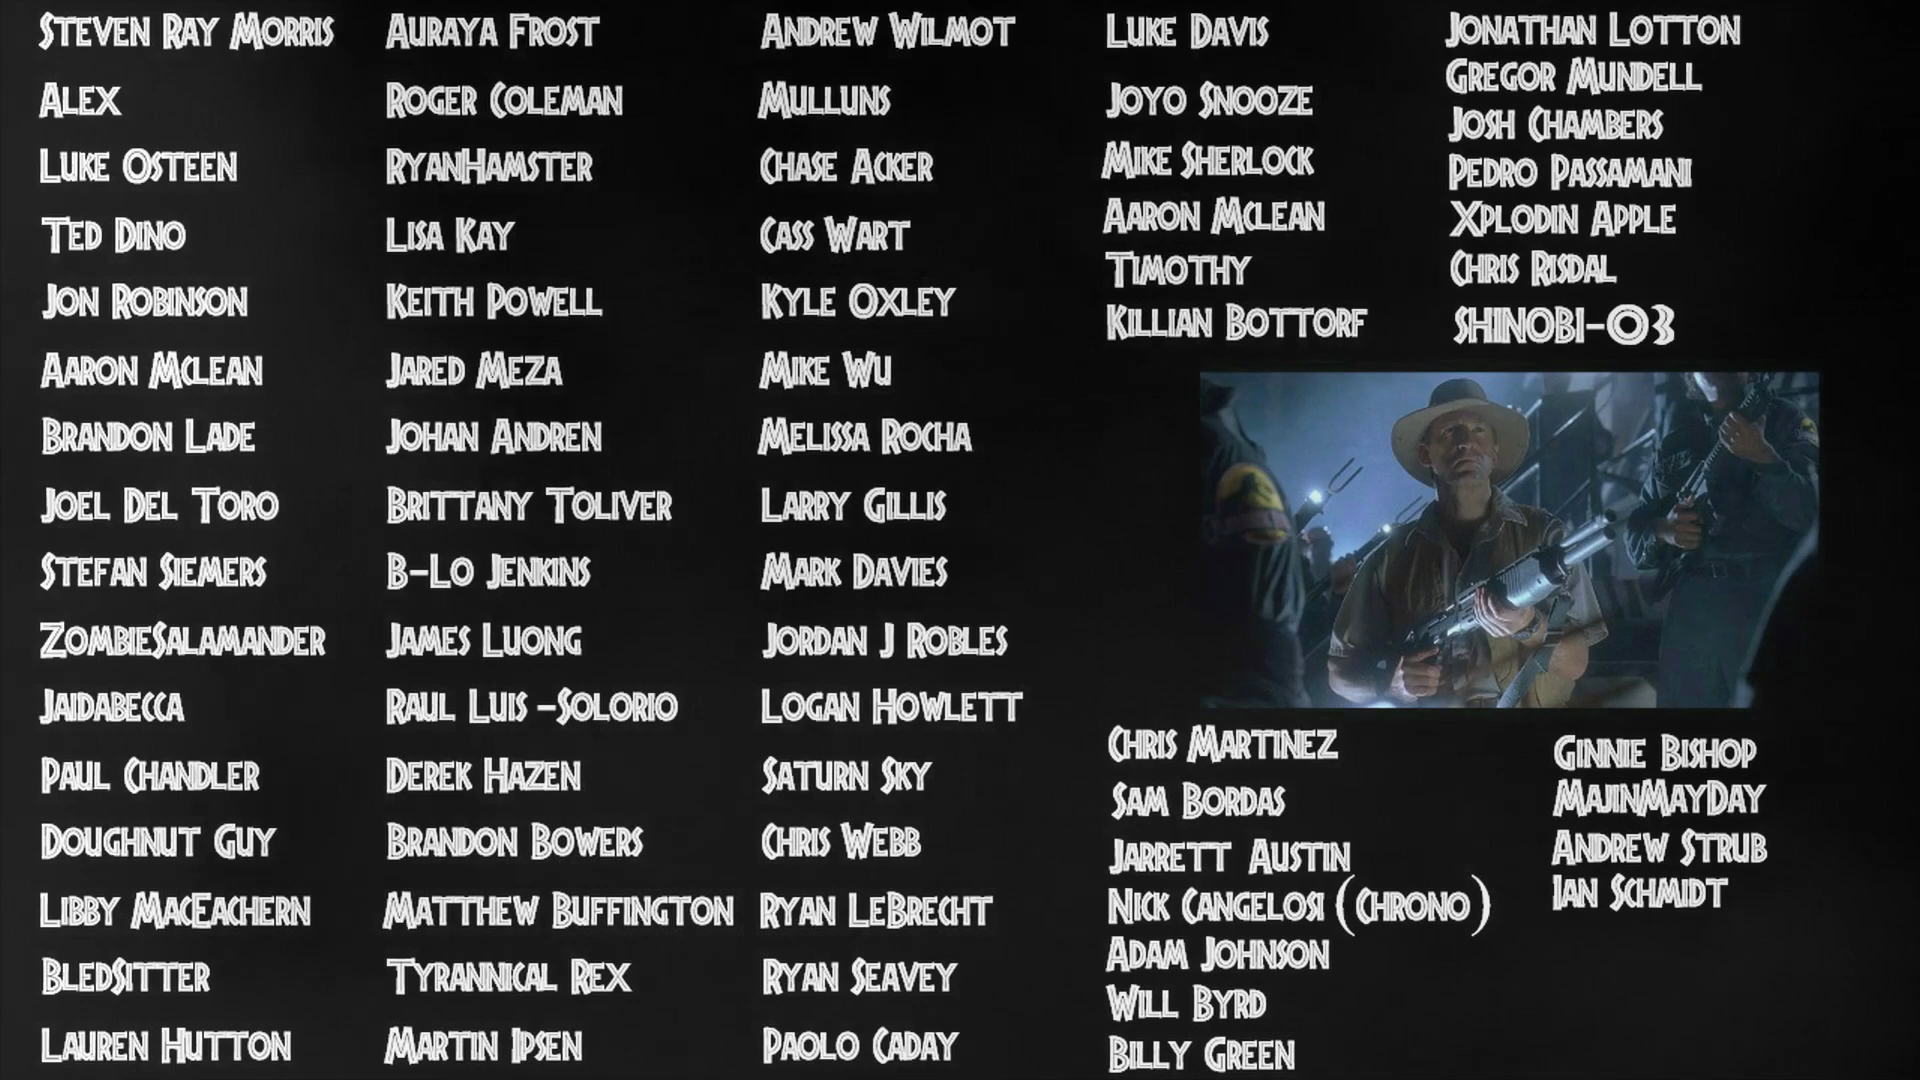 Steven Ray Morris
Alex
Luke Osteen
Ted Dino
Jon Robinson
Aaron McLean
Brandon Lade
Joel Del Toro
Stefan Siemers
ZombieSalamander
Jaidabecca
Paul Chandler
Doughnut Guy
Libby MacEachern
BledSitter
Lauren Hutton
Auraya Frost
Roger Coleman
RyanHamster
Lisa Kay
Keith Powell
Jared Meza
Johan Andren
Brittany Toliver
B-Lo Jenkins
James Luong
Raul Luis -Solorio
Derek Hazen
Brandon Bowers
Matthew Buffington
Tyrannical Rex
Martin Ipsen
Andrew Wilmot
Mulluns
Chase Acker
Cass Wart
Kyle Oxley
Mike Wu
Melissa Rocha
Larry Gillis
Mark Davies
Jordan J Robles
Logan Howlett
Saturn Sky
Chris Webb
Ryan LeBrecht
Ryan Seavey
Paolo Caday
Luke Davis
Joyo Snooze
Mike Sherlock
Aaron McLean
Timothy
Killian Bottorf
Jonathan Lotton
Gregor Mundell
Josh Chambers
Pedro Passamani
Xplodin Apple
Chris Risdal
SHINOBI-03
Chris Martinez
Sam Bordas
Jarrett Austin
Nick Cangelosi (Chrono)
Adam Johnson
Will Byrd
Billy Green
Ginnie Bishop
MajinMayDay
Andrew Strub
Ian Schmidt